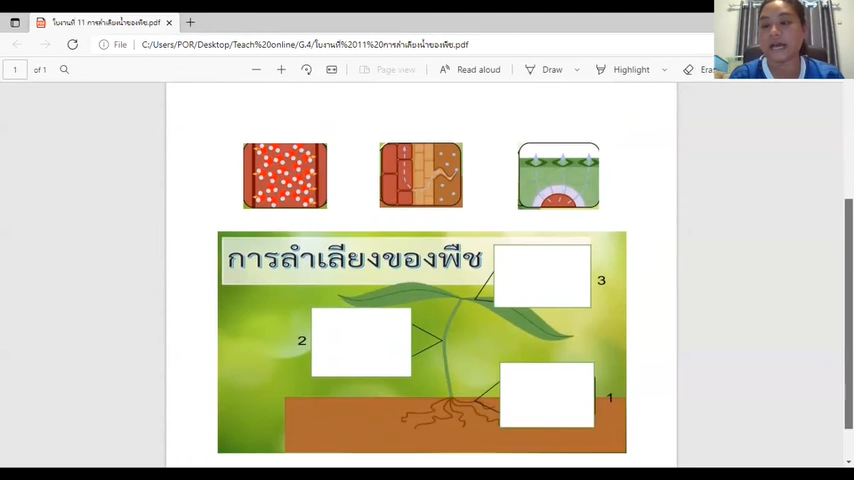 ใบงานที่ 11 การลำเลียงน้ำของพืช.pdf
File
C:/Users/POR/Desktop/Teach%20online/G.4/ใบงานที่%2011%20การลำเลียงน้ำของพืช.pdf
1 of 1
Page view
Read aloud
Draw
Highlight
Eras
การลำเลียงของพืช
3
2
1